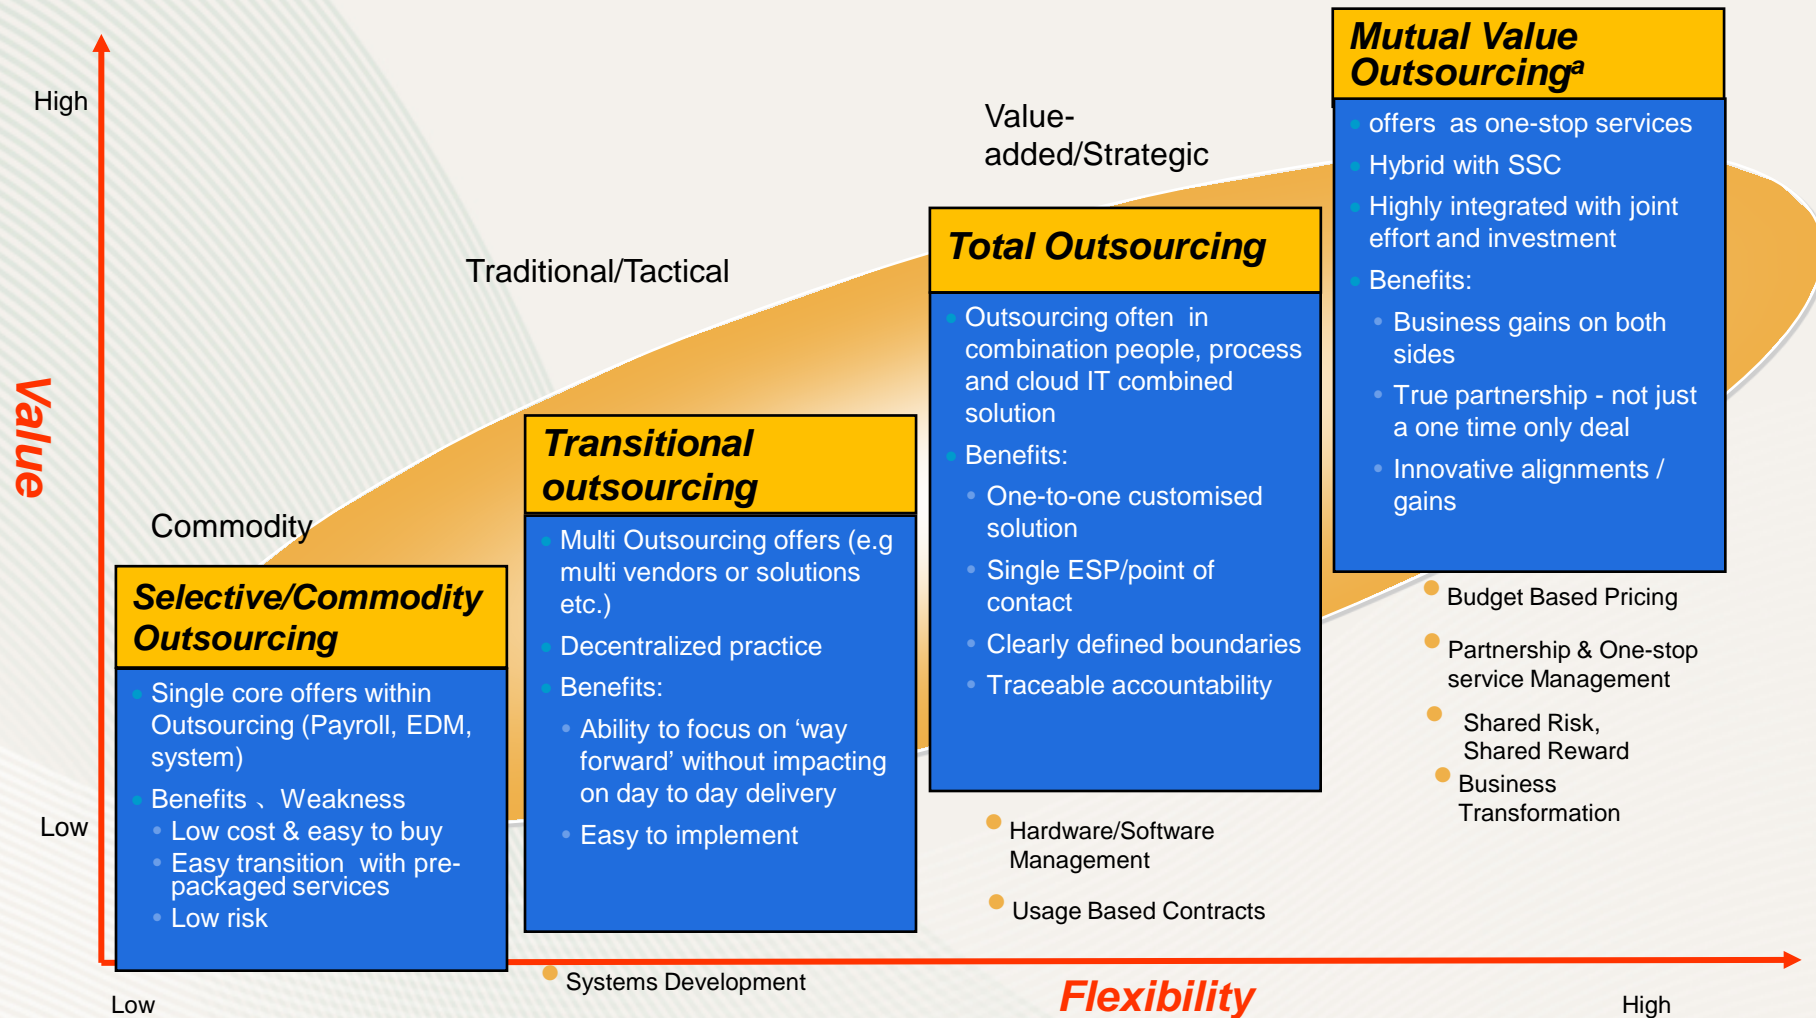 High
Low
Value
Commodity
Selective/Commodity
Outsourcing
Single core offers within
Outsourcing (Payroll, EDM,
system)
Benefits 、Weakness
Low cost & easy to buy
Easy transition  with pre-
packaged services
Low risk
Traditional/Tactical
Transitional
outsourcing
Multi Outsourcing offers (e.g
multi vendors or solutions
etc.)
Decentralized practice
Benefits:
Ability to focus on ‘way
forward’ without impacting
on day to day delivery
Easy to implement
Systems Development
Value-
added/Strategic
Total Outsourcing
Outsourcing often  in
combination people, process
and cloud IT combined
solution
Benefits:
One-to-one customised
solution
Single ESP/point of
contact
Clearly defined boundaries
Traceable accountability
Hardware/Software
Management
Usage Based Contracts
Mutual Value
Outsourcingª
offers  as one-stop services
Hybrid with SSC
Highly integrated with joint
effort and investment
Benefits:
Business gains on both
sides
True partnership - not just
a one time only deal
Innovative alignments /
gains
Budget Based Pricing
Partnership & One-stop
service Management
Shared Risk,
Shared Reward
Business
Transformation
Low
Flexibility
High